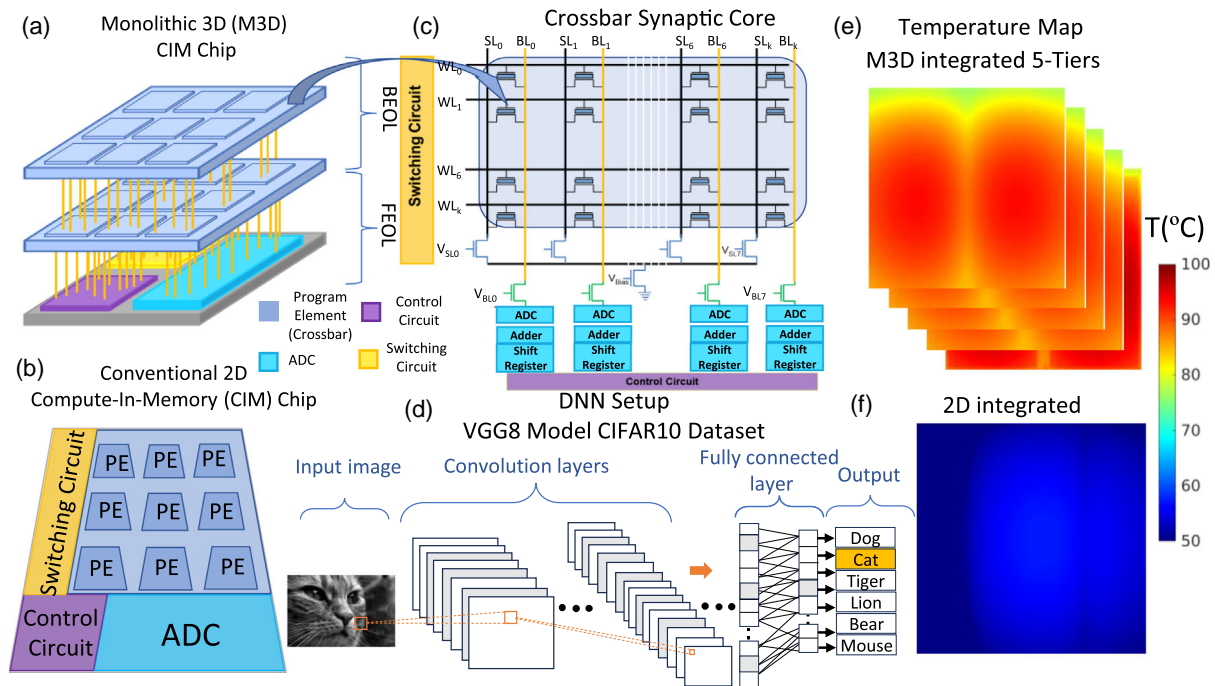 (a)
Monolithic 3D (M3D)
CIM Chip
BEOL
FEOL
Program
Element
(Crossbar)
Control
Circuit
ADC
Switching
Circuit
(b)
Conventional 2D
Compute-In-Memory (CIM) Chip
Switching Circuit
PE
PE
PE
PE
PE
PE
PE
PE
PE
Control
Circuit
ADC
(c)
Crossbar Synaptic Core
SL0 BL0 SL1 BL1 SL6 BL6 SLk BLk
WL0
WL1
WL6
WLk
Switching Circuit
VSL0
VSL7
VBias
VBL0
VBL7
ADC
ADC
ADC
ADC
Adder
Adder
Adder
Adder
Shift
Register
Shift
Register
Shift
Register
Shift
Register
Control Circuit
(d)
DNN Setup
VGG8 Model CIFAR10 Dataset
Input image
Convolution layers
Fully connected
layer
Output
Dog
Cat
Tiger
Lion
Bear
Mouse
(e)
Temperature Map
M3D integrated 5-Tiers
T(°C)
100
90
80
70
60
50
(f)
2D integrated